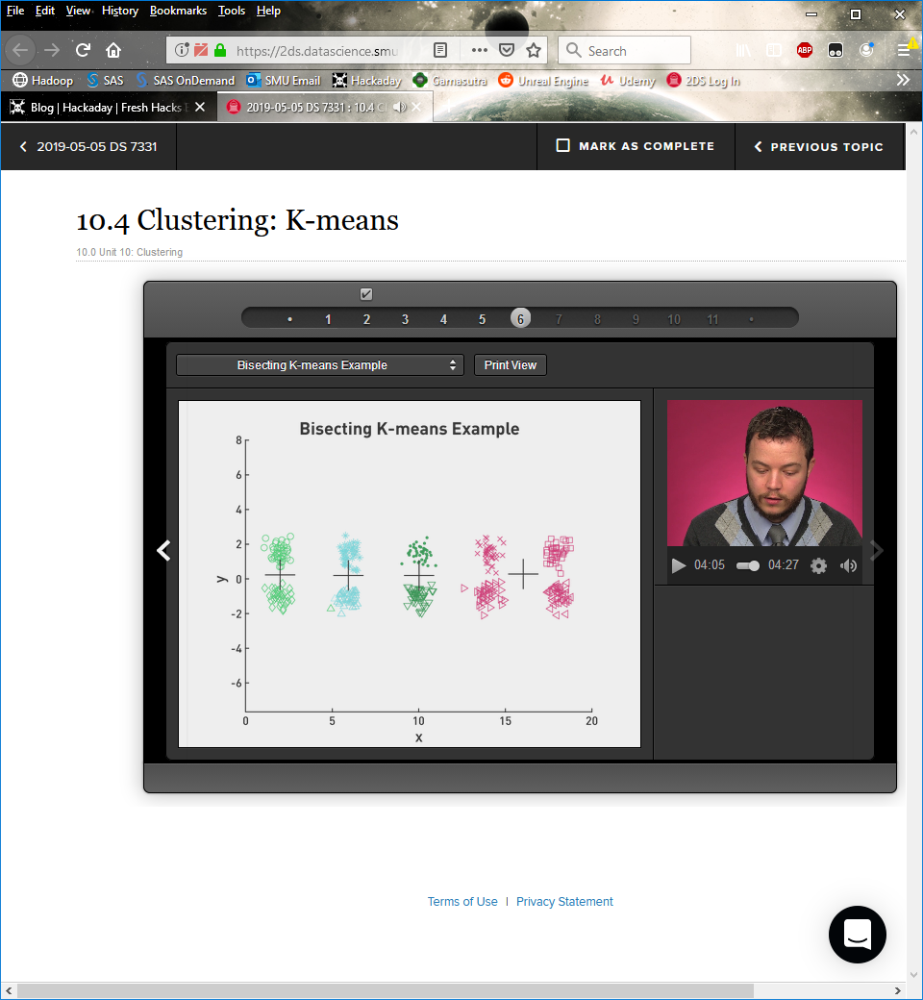 File Edit View History Bookmarks Tools Help
https://2ds.datascience.smu
Search
ABP
Hadoop SAS SAS OnDemand SMU Email Hackaday Gamasutra Unreal Engine Udemy 2DS Log In
Blog | Hackaday | Fresh Hacks 2019-05-05 DS 7331 : 10.4 Cl
2019-05-05 DS 7331 MARK AS COMPLETE PREVIOUS TOPIC
10.4 Clustering: K-means
10.0 Unit 10: Clustering
• 1 2 3 4 5 6 7 8 9 10 11 •
Bisecting K-means Example Print View
Bisecting K-means Example
8
6
4
2
y 0
-2
-4
-6
0 5 10 15 20
x
04:05 04:27
Terms of Use | Privacy Statement